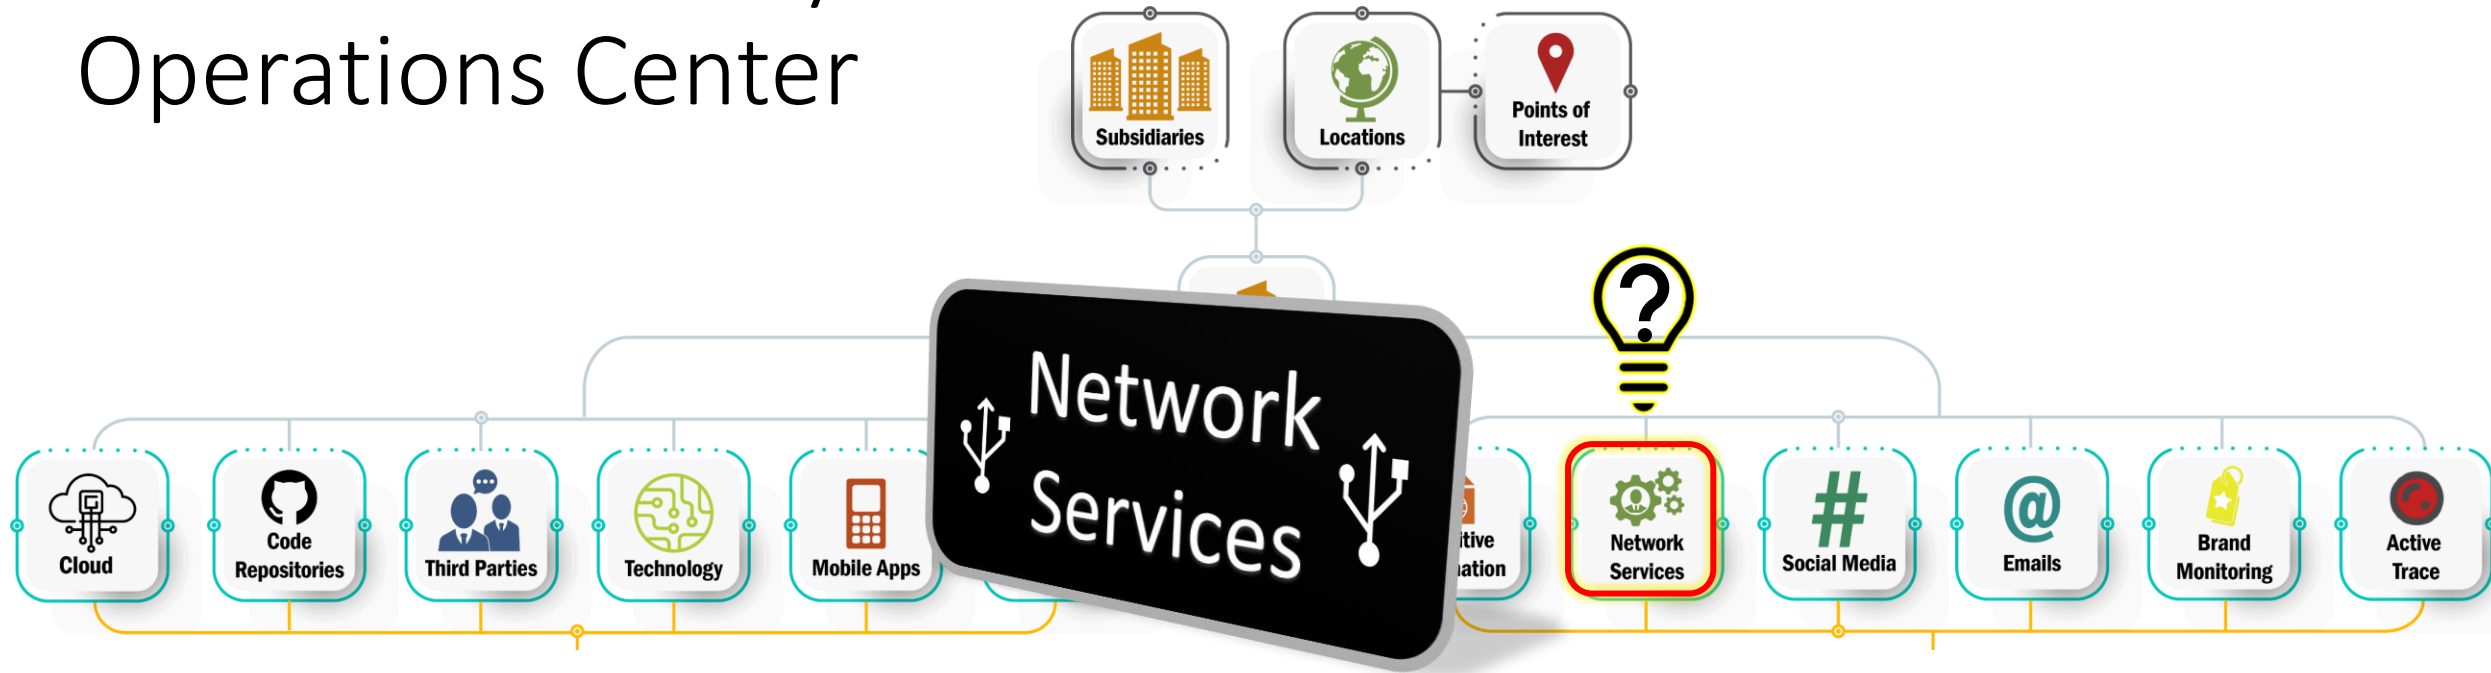 Operations Center
Subsidiaries
Locations
Points of
Interest
?
Network
Services
Cloud
Code
Repositories
Third Parties
Technology
Mobile Apps
Network
Services
#
Social Media
@
Emails
Brand
Monitoring
Active
Trace